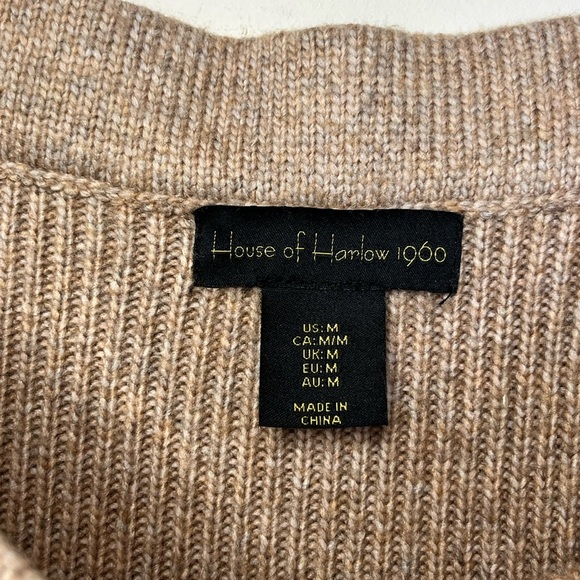 House of Harlow 1960
US: M
CA: M/M
UK: M
EU: M
AU: M
MADE IN
CHINA